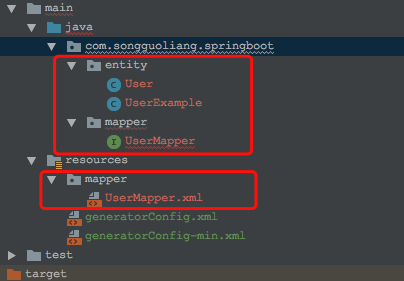 main
java
com.songguoliang.springboot
entity
User
UserExample
mapper
UserMapper
resources
mapper
UserMapper.xml
generatorConfig.xml
generatorConfig-min.xml
test
target